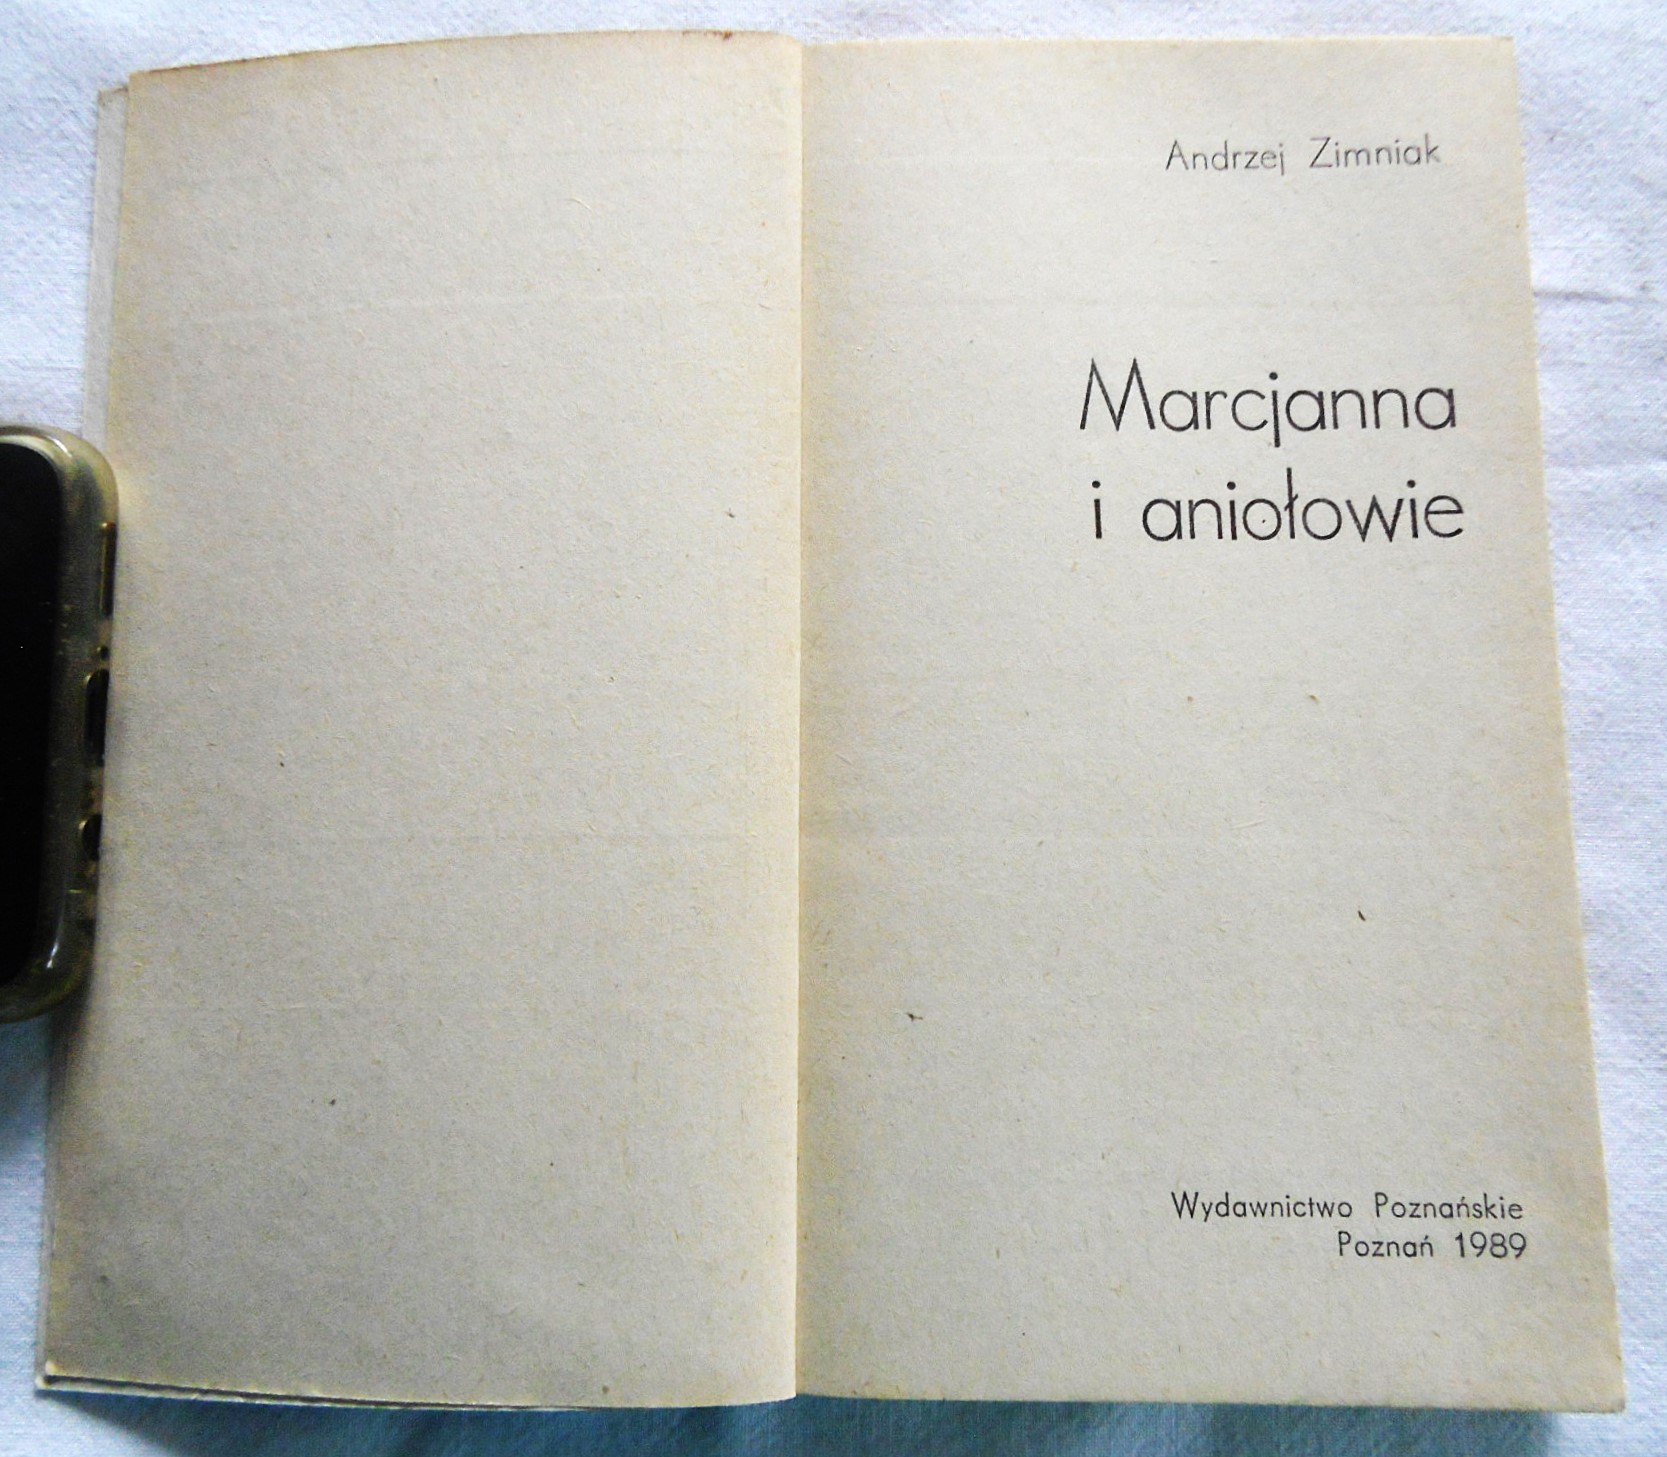 Andrzej Zimniak
Marcjanna
i aniołowie
Wydawnictwo Poznańskie
Poznań 1989